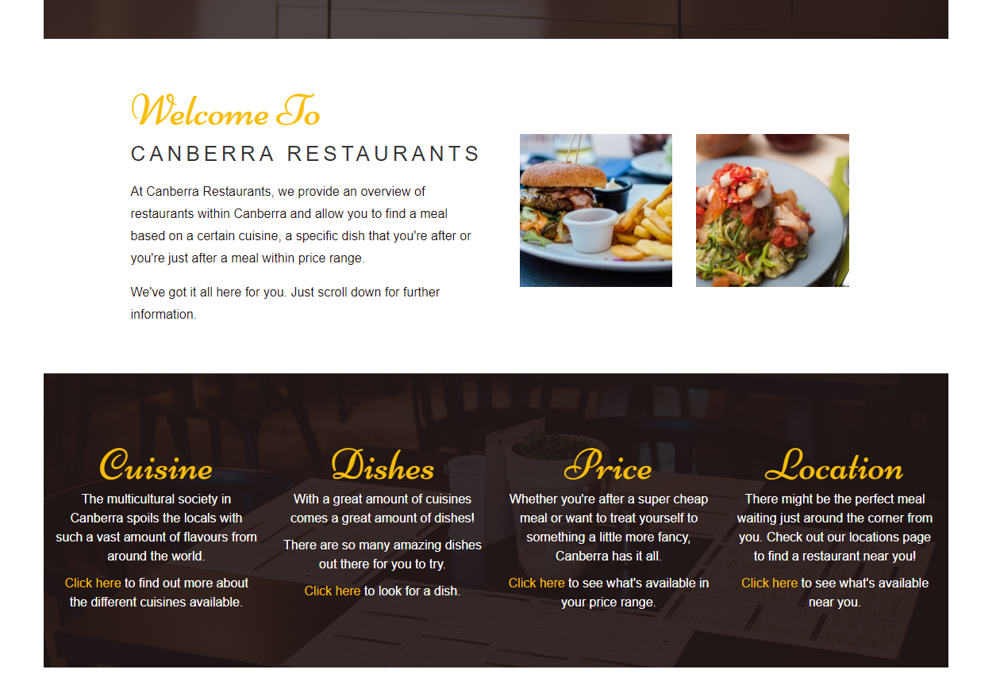 Welcome To
CANBERRA RESTAURANTS
At Canberra Restaurants, we provide an overview of
restaurants within Canberra and allow you to find a meal
based on a certain cuisine, a specific dish that you're after or
you're just after a meal within price range.
We've got it all here for you. Just scroll down for further
information.
Cuisine
The multicultural society in
Canberra spoils the locals with
such a vast amount of flavours from
around the world.
Click here to find out more about
the different cuisines available.
Dishes
With a great amount of cuisines
comes a great amount of dishes!
There are so many amazing dishes
out there for you to try.
Click here to look for a dish.
Price
Whether you're after a super cheap
meal or want to treat yourself to
something a little more fancy,
Canberra has it all.
Click here to see what's available in
your price range.
Location
There might be the perfect meal
waiting just around the corner from
you. Check out our locations page
to find a restaurant near you!
Click here to see what's available
near you.